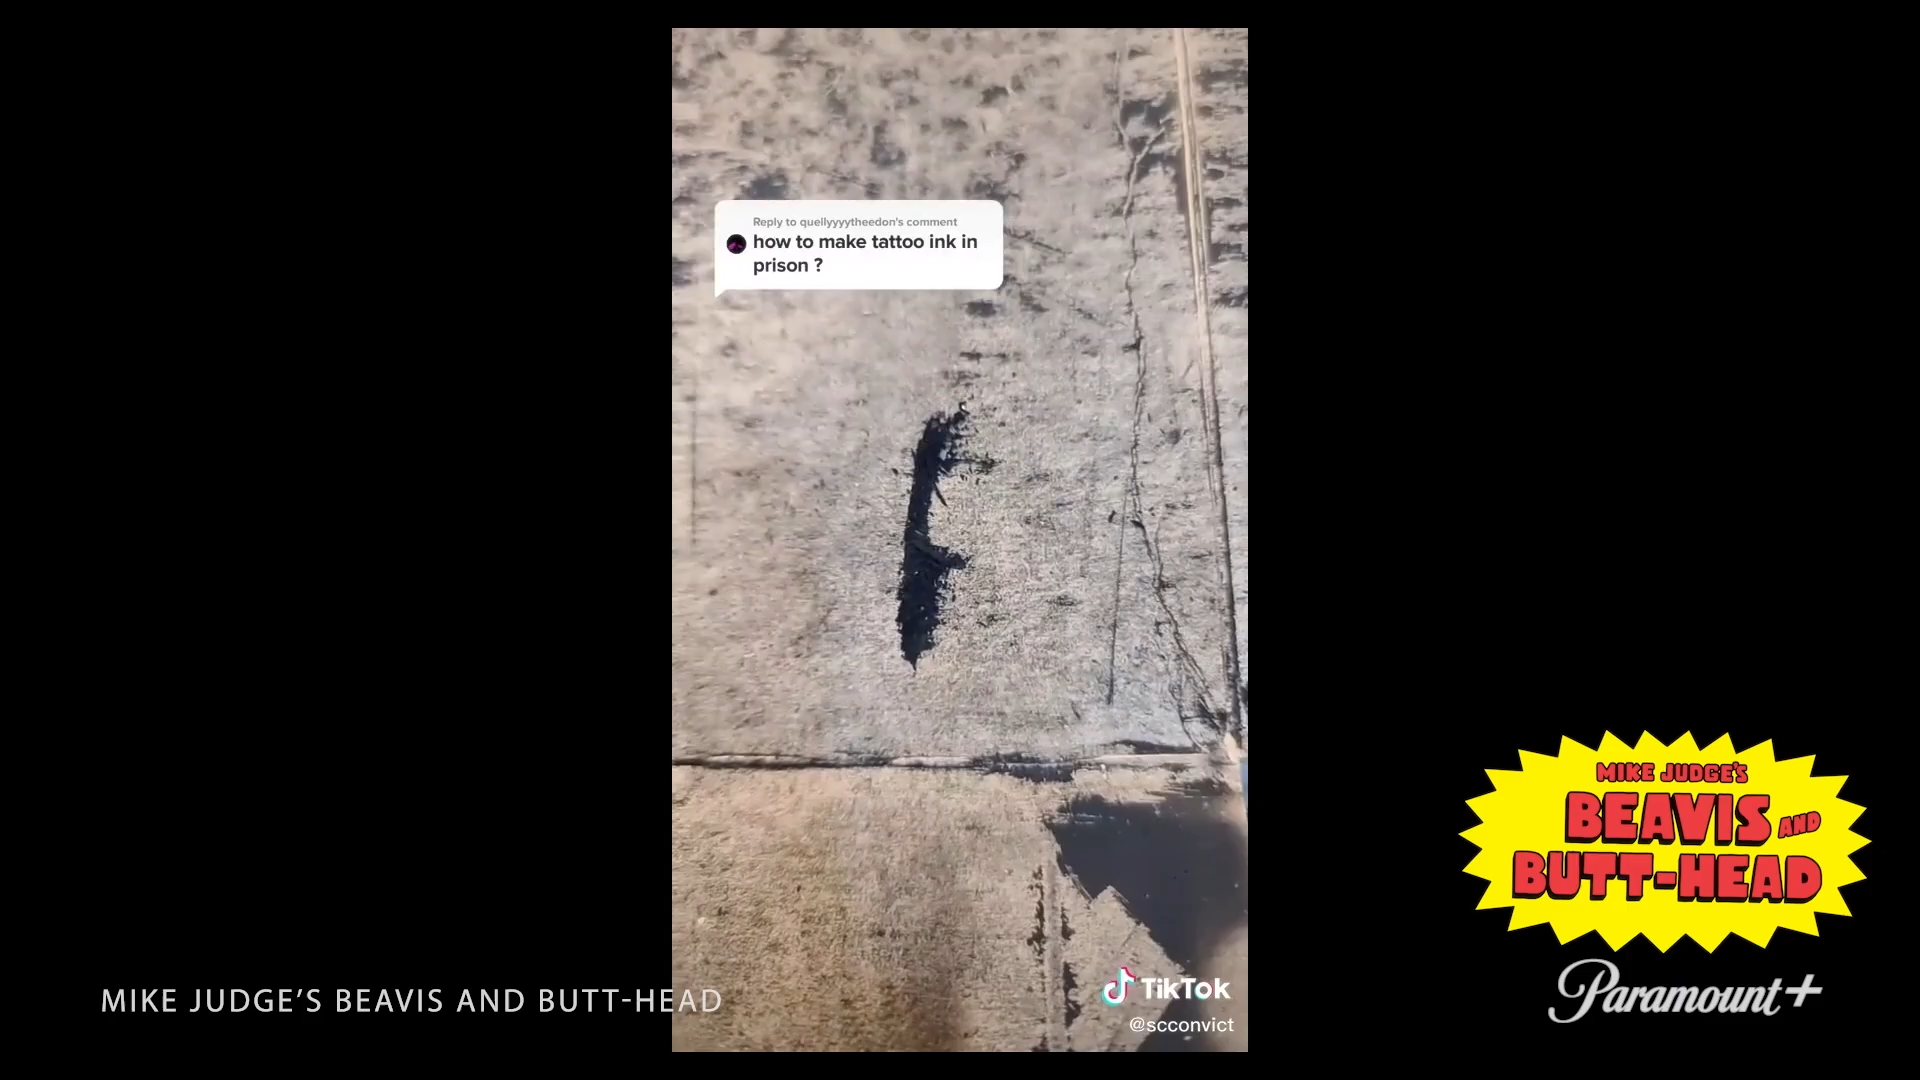 Reply to quellyyyytheedon's comment
how to make tattoo ink in
prison ?
MIKE JUDGE'S
BEAVIS AND
BUTT-HEAD
TikTok
@scconvict
MIKE JUDGE’S BEAVIS AND BUTT-HEAD
Paramount+